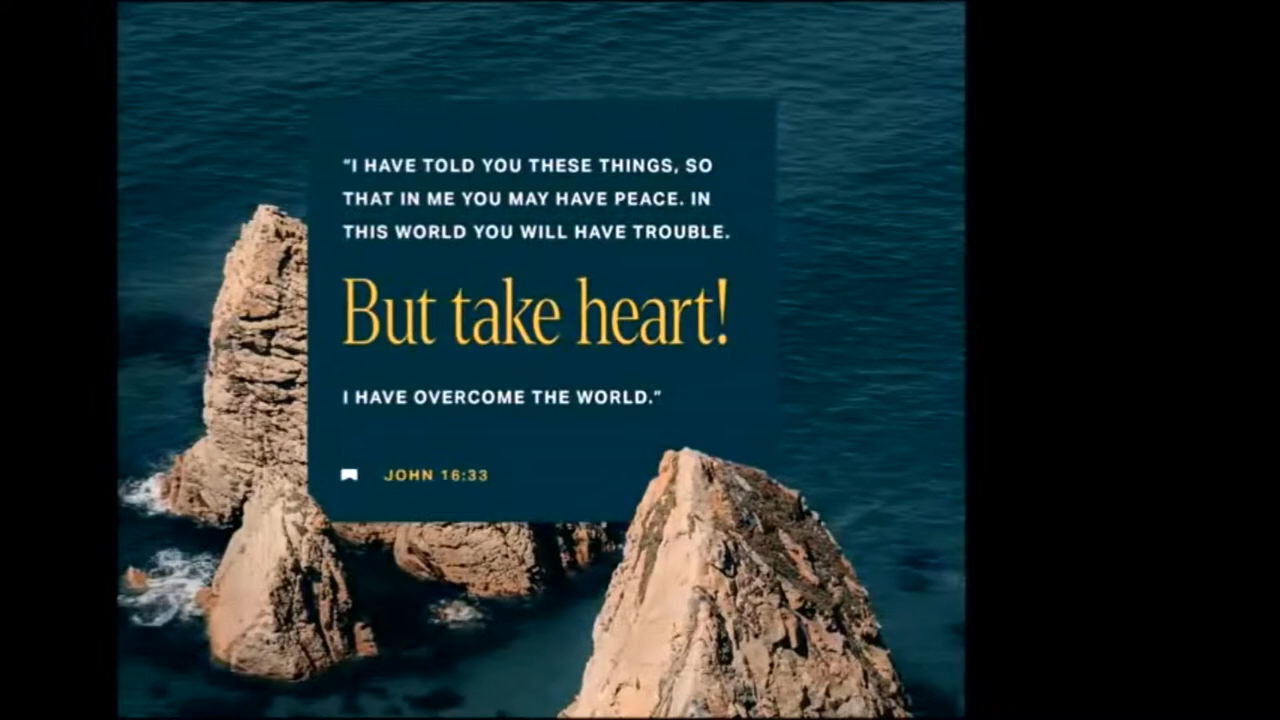 "I HAVE TOLD YOU THESE THINGS, SO
THAT IN ME YOU MAY HAVE PEACE. IN
THIS WORLD YOU WILL HAVE TROUBLE.
But take heart!
I HAVE OVERCOME THE WORLD."
JOHN 16:33